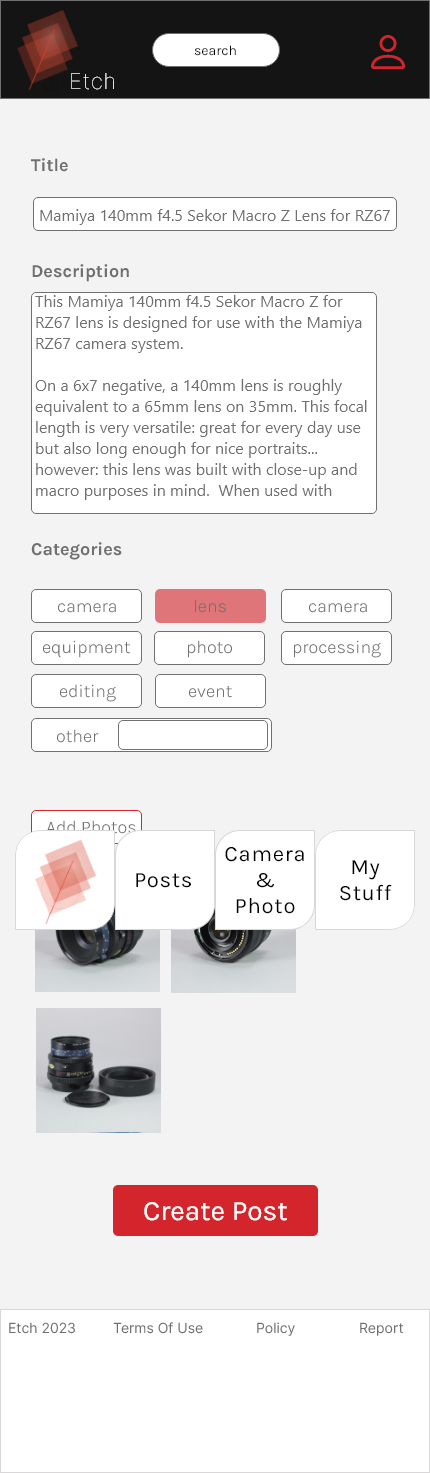 Etch
search
Title
Mamiya 140mm f4.5 Sekor Macro Z Lens for RZ67
Description
This Mamiya 140mm f4.5 Sekor Macro Z for
RZ67 lens is designed for use with the Mamiya
RZ67 camera system.
On a 6x7 negative, a 140mm lens is roughly
equivalent to a 65mm lens on 35mm. This focal
length is very versatile: great for every day use
but also long enough for nice portraits...
however: this lens was built with close-up and
macro purposes in mind.  When used with
Categories
camera
lens
camera
equipment
photo
processing
editing
event
other
Add Photos
Posts
Camera
&
Photo
My
Stuff
Create Post
Etch 2023
Terms Of Use
Policy
Report